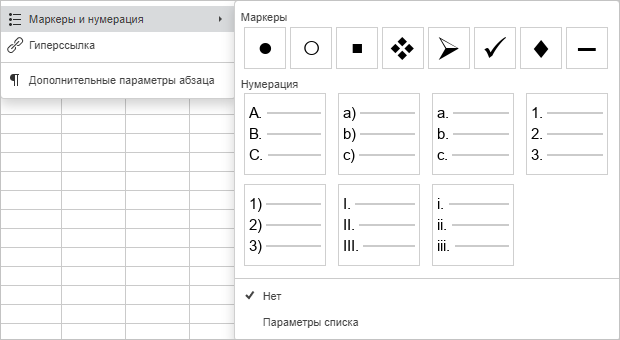 Маркеры и нумерация
Гиперссылка
Дополнительные параметры абзаца
Маркеры
Нумерация
A.
B.
C.
a)
b)
c)
a.
b.
c.
1.
2.
3.
1)
2)
3)
I.
II.
III.
i.
ii.
iii.
Нет
Параметры списка